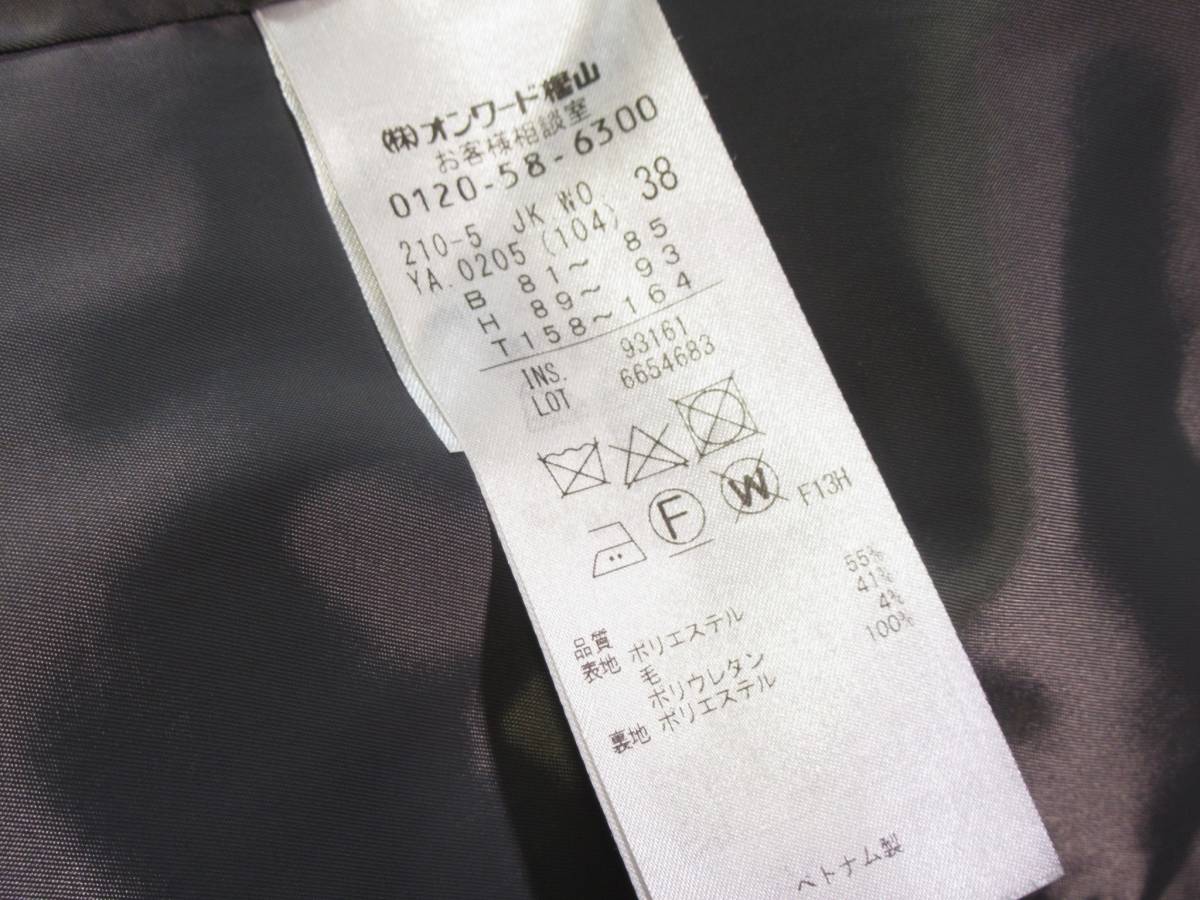 ㈱オンワード樫山
お客様相談室
0120-58-6300
210-5 JK WO 38
YA.0205 (104)
B 81～ 85
H 89～ 93
T158～164
INS. 93161
LOT 6654683
F W F13H
品質
表地 ポリエステル 55%
毛 41%
ポリウレタン 4%
裏地 ポリエステル 100%
ベトナム製